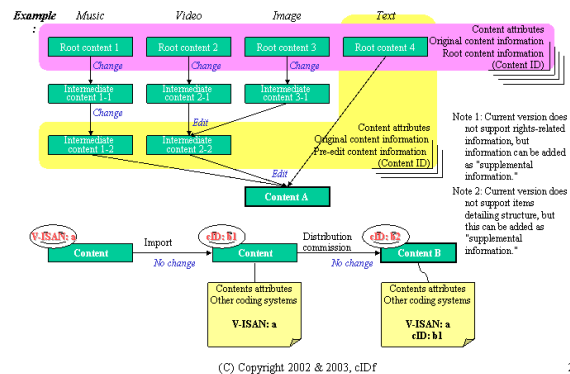 Example
:
Music
Video
Image
Text
Content attributes
Original content information
Root content information
(Content ID)
Root content 1
Root content 2
Root content 3
Root content 4
Change
Change
Change
Intermediate
content 1-1
Intermediate
content 2-1
Intermediate
content 3-1
Change
Edit
Content attributes
Original content information
Pre-edit content information
(Content ID)
Intermediate
content 1-2
Intermediate
content 2-2
Edit
Content A
Note 1: Current version does
not support rights-related
information, but
information can be added
as "supplemental
information."
Note 2: Current version does
not support items
detailing structure, but
this can be added as
"supplemental
information."
V-ISAN: a
Content
Import
No change
cID: b1
Content
Distribution
commission
No change
cID: b2
Content B
Contents attributes
Other coding systems
V-ISAN: a
Contents attributes
Other coding systems
V-ISAN: a
cID: b1
(C) Copyright 2002 & 2003, cIDf